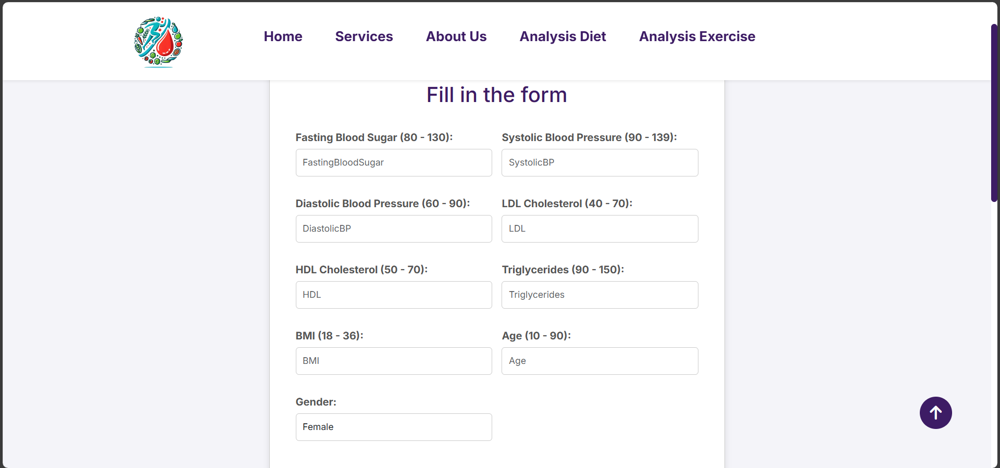 Home Services About Us Analysis Diet Analysis Exercise
Fill in the form
Fasting Blood Sugar (80 - 130): Systolic Blood Pressure (90 - 139):
FastingBloodSugar SystolicBP
Diastolic Blood Pressure (60 - 90): LDL Cholesterol (40 - 70):
DiastolicBP LDL
HDL Cholesterol (50 - 70): Triglycerides (90 - 150):
HDL Triglycerides
BMI (18 - 36): Age (10 - 90):
BMI Age
Gender:
Female